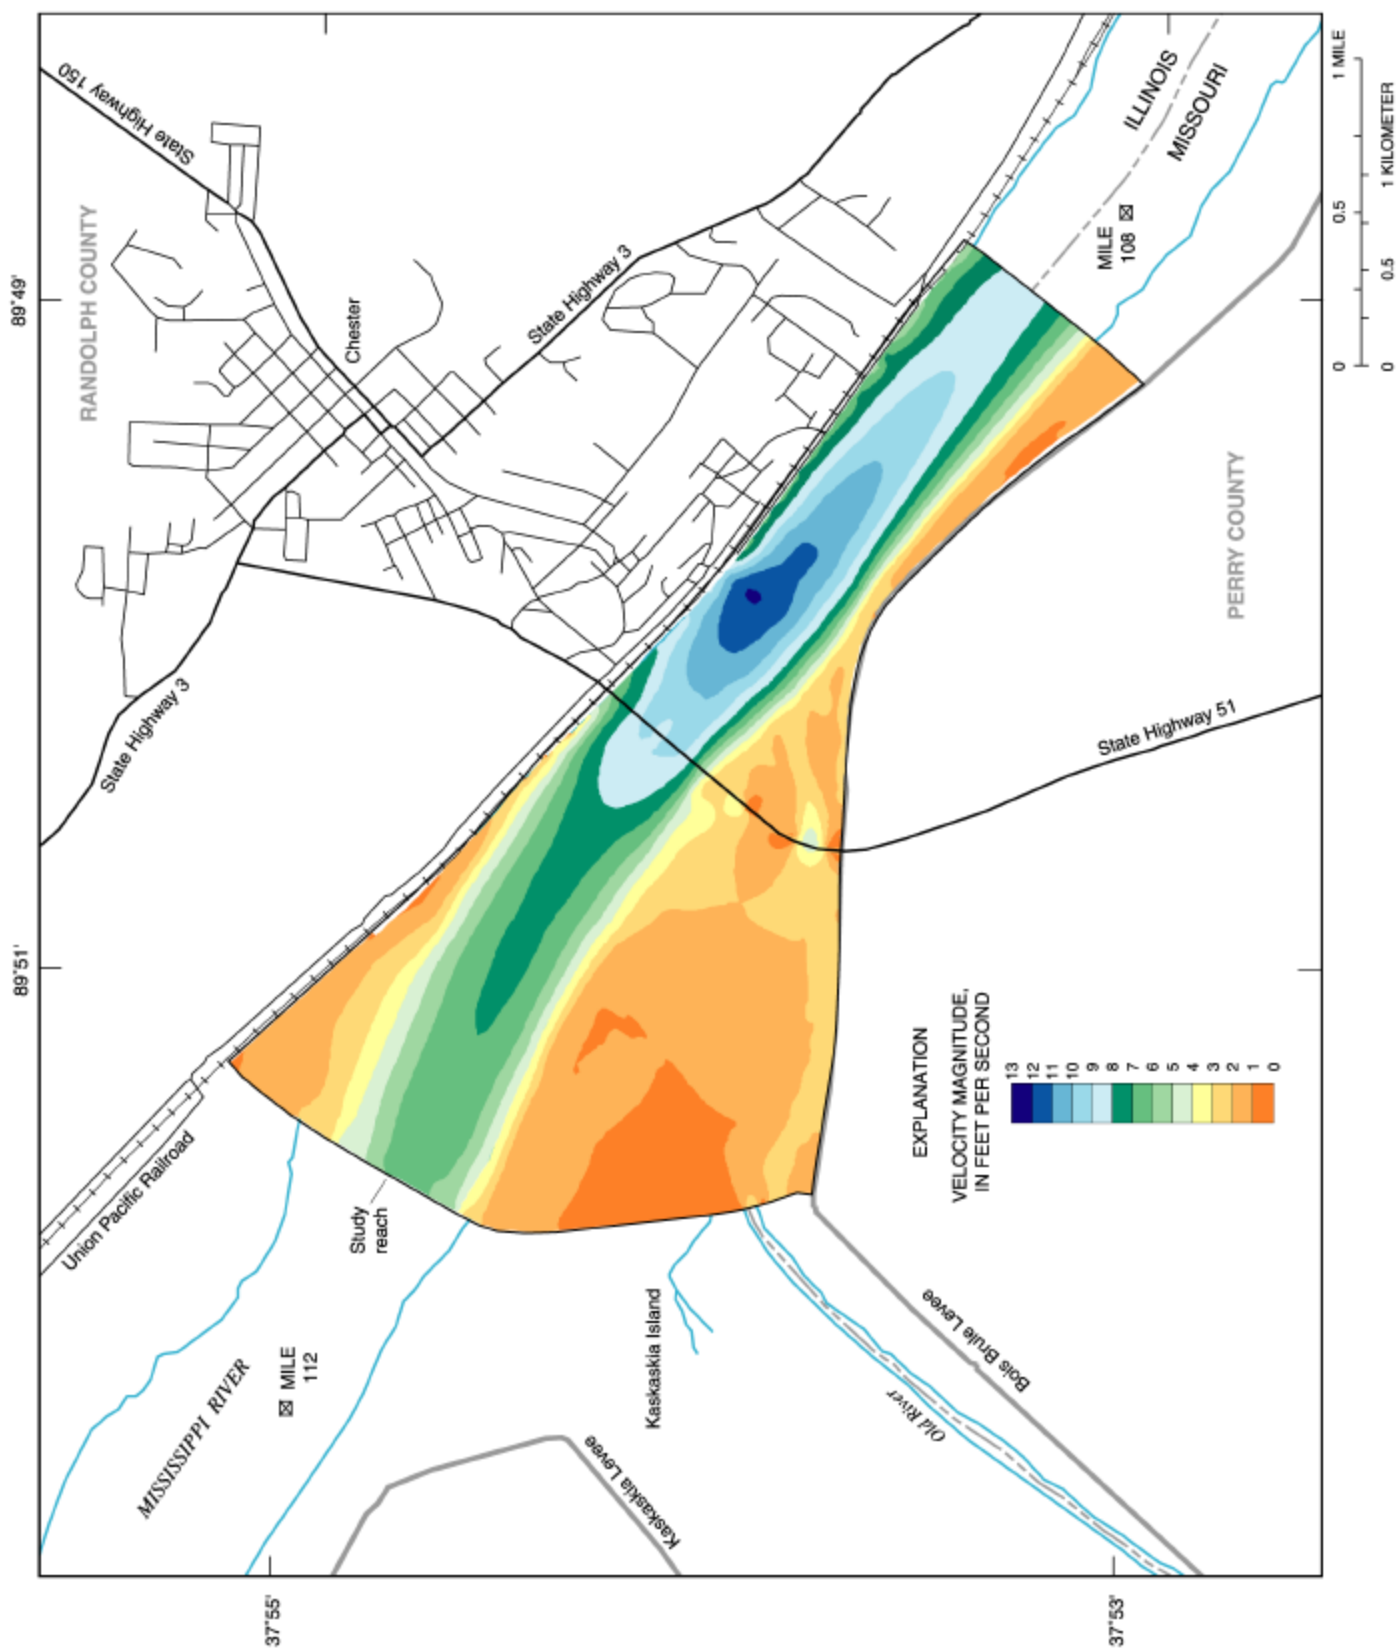 89°51'
89°49'
37°55'
37°53'
State Highway 150
RANDOLPH COUNTY
State Highway 3
Chester
State Highway 3
Union Pacific Railroad
MISSISSIPPI RIVER
MILE
112
Study
reach
Kaskaskia Island
Kaskaskia Levee
Old River
Bois Brule Levee
State Highway 51
PERRY COUNTY
MILE
108
ILLINOIS
MISSOURI
EXPLANATION
VELOCITY MAGNITUDE,
IN FEET PER SECOND
13
12
11
10
9
8
7
6
5
4
3
2
1
0
0 0.5 1 MILE
0 0.5 1 KILOMETER